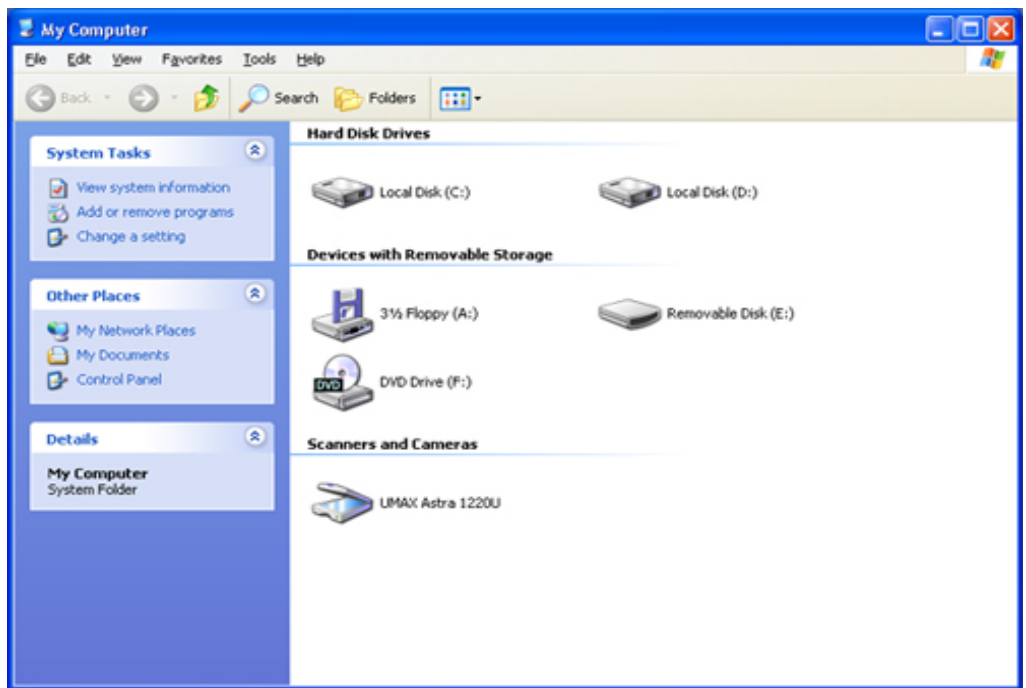 My Computer
File Edit View Favorites Tools Help
Back Search Folders
System Tasks
View system information
Add or remove programs
Change a setting
Other Places
My Network Places
My Documents
Control Panel
Details
My Computer
System Folder
Hard Disk Drives
Local Disk (C:) Local Disk (D:)
Devices with Removable Storage
3½ Floppy (A:) Removable Disk (E:)
DVD
DVD Drive (F:)
Scanners and Cameras
UMAX Astra 1220U